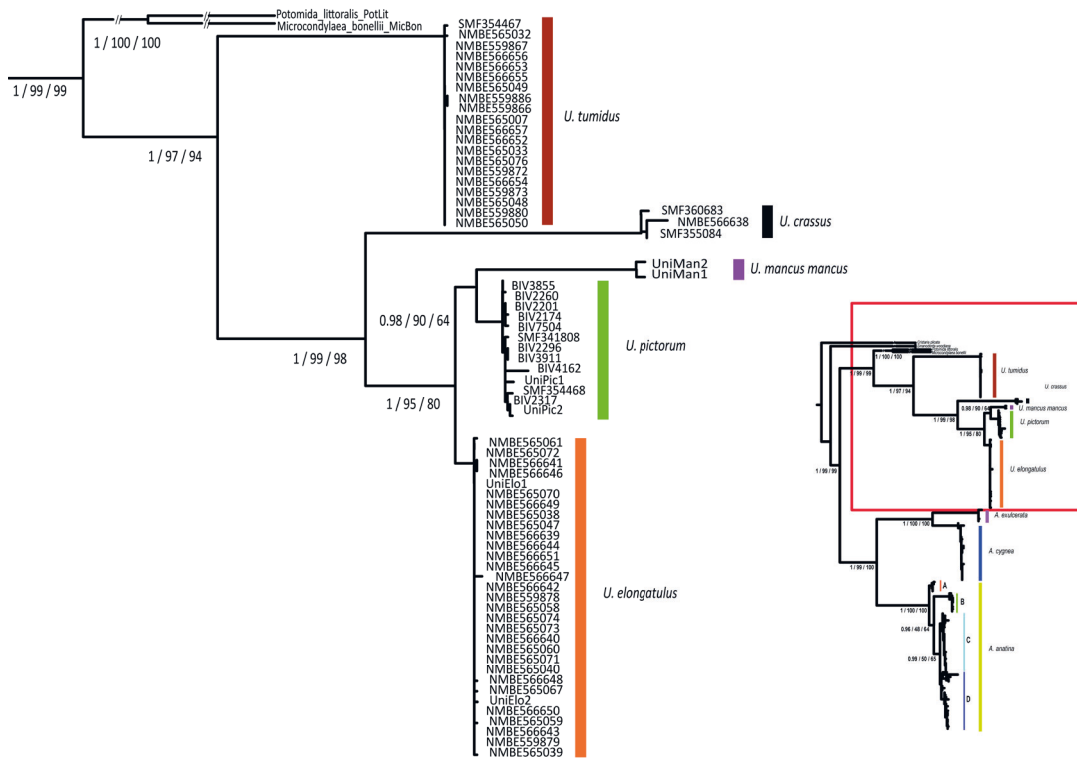 Potomida_littoralis_PotLit
Microcondylaea_bonellii_MicBon
1 / 100 / 100
1 / 99 / 99
1 / 97 / 94
SMF354467
NMBE565032
NMBE559867
NMBE566656
NMBE566653
NMBE566655
NMBE565049
NMBE559886
NMBE559866
NMBE565007
NMBE566657
NMBE566652
NMBE565033
NMBE565076
NMBE559872
NMBE566654
NMBE559873
NMBE565048
NMBE559880
NMBE565050
U. tumidus
SMF360683
NMBE566638
SMF355084
U. crassus
UniMan2
UniMan1
U. mancus mancus
0.98 / 90 / 64
1 / 99 / 98
1 / 95 / 80
BIV3855
BIV2260
BIV2201
BIV2174
BIV7504
SMF341808
BIV2296
BIV3911
BIV4162
UniPic1
SMF354468
BIV2317
UniPic2
U. pictorum
NMBE565061
NMBE565072
NMBE566641
NMBE566646
UniElo1
NMBE565070
NMBE566649
NMBE565038
NMBE565047
NMBE566639
NMBE566644
NMBE566651
NMBE566645
NMBE566647
NMBE566642
NMBE559878
NMBE565058
NMBE565074
NMBE565073
NMBE566640
NMBE565060
NMBE565071
NMBE565040
NMBE566648
NMBE565067
UniElo2
NMBE566650
NMBE565059
NMBE566643
NMBE559879
NMBE565039
U. elongatulus
1 / 100 / 100
1 / 99 / 99
1 / 97 / 94
U. tumidus
U. crassus
0.98 / 90 / 64
U. mancus mancus
1 / 99 / 98
U. pictorum
1 / 95 / 80
1 / 99 / 99
U. elongatulus
A. exulcerata
1 / 100 / 100
A. cygnea
1 / 99 / 100
A
B
1 / 100 / 100
0.96 / 48 / 64
C
A. anatina
0.99 / 50 / 65
D